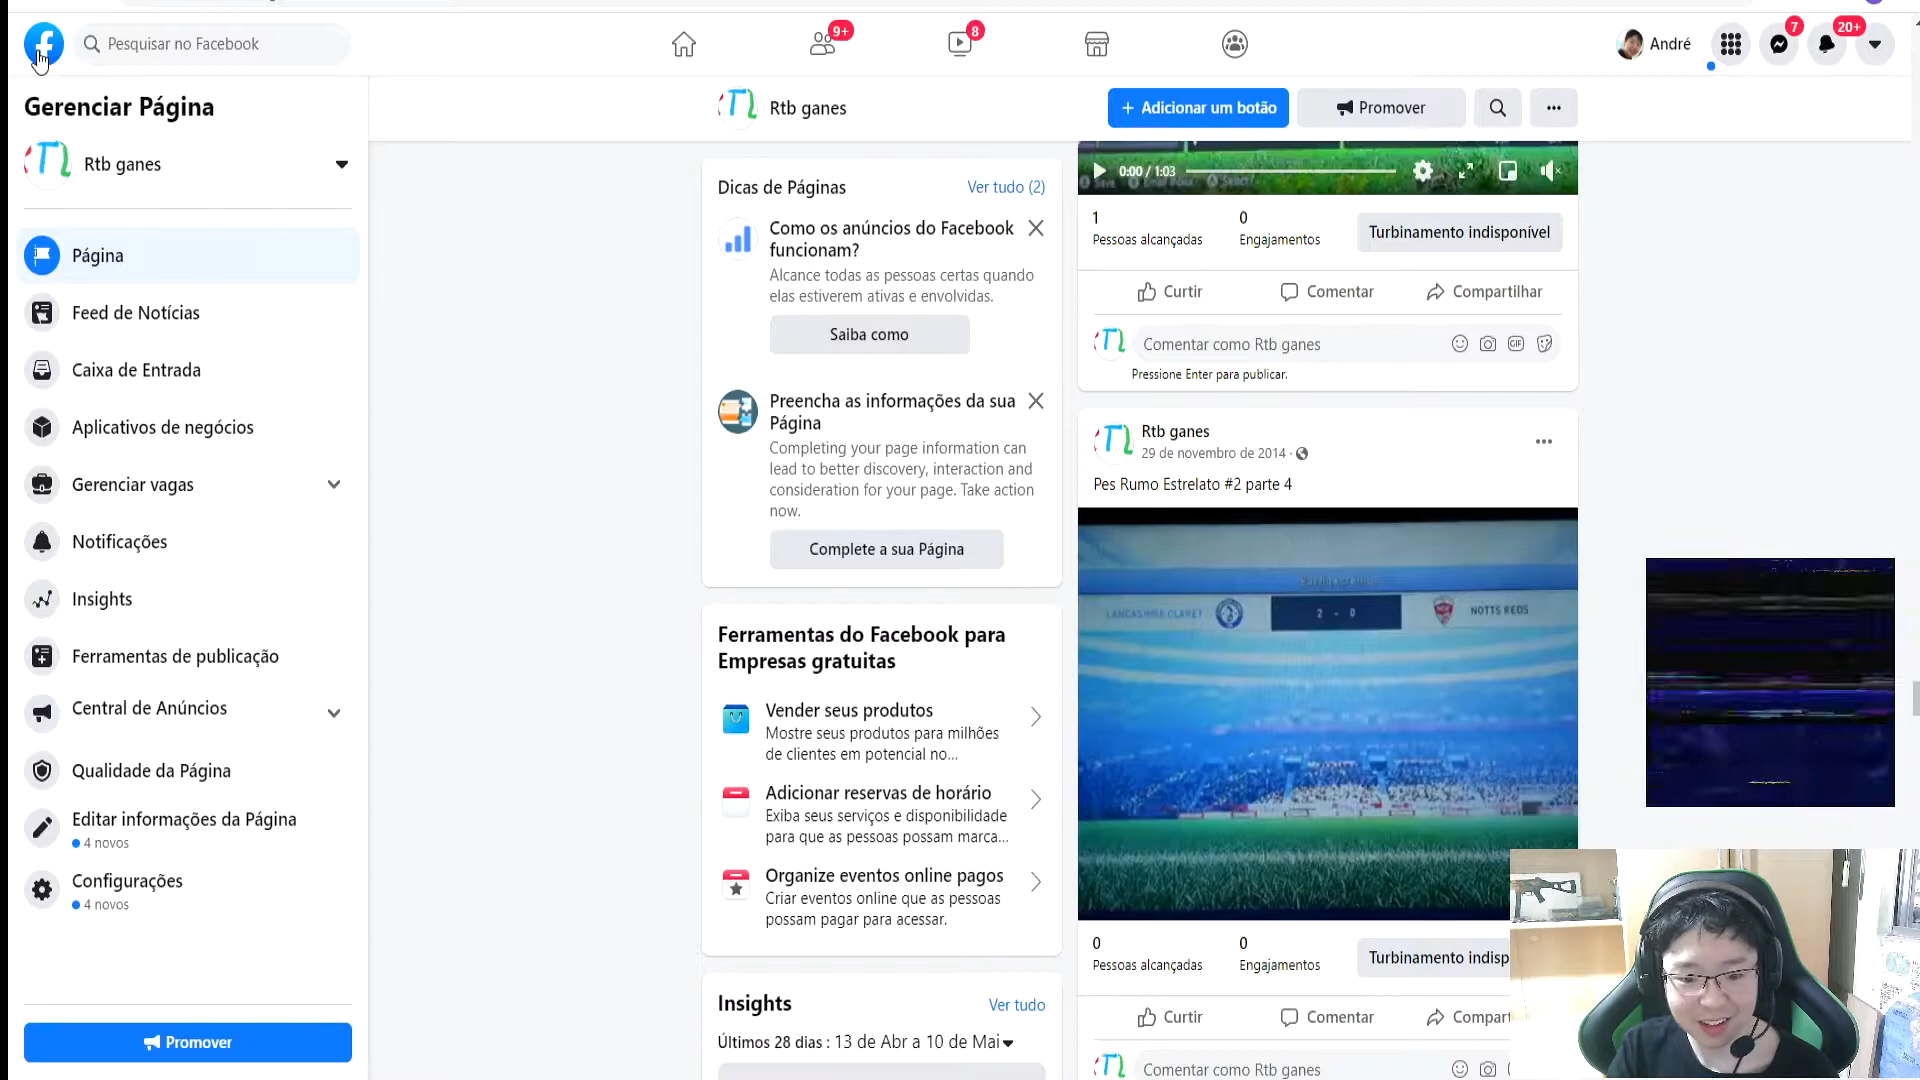 Pesquisar no Facebook
9+
8
André
7
20+
Gerenciar Página
Rtb ganes
Página
Feed de Notícias
Caixa de Entrada
Aplicativos de negócios
Gerenciar vagas
Notificações
Insights
Ferramentas de publicação
Central de Anúncios
Qualidade da Página
Editar informações da Página
4 novos
Configurações
4 novos
Promover
Rtb ganes
+ Adicionar um botão
Promover
Dicas de Páginas
Ver tudo (2)
Como os anúncios do Facebook
funcionam?
Alcance todas as pessoas certas quando
elas estiverem ativas e envolvidas.
Saiba como
Preencha as informações da sua
Página
Completing your page information can
lead to better discovery, interaction and
consideration for your page. Take action
now.
Complete a sua Página
Ferramentas do Facebook para
Empresas gratuitas
Vender seus produtos
Mostre seus produtos para milhões
de clientes em potencial no...
Adicionar reservas de horário
Exiba seus serviços e disponibilidade
para que as pessoas possam marca...
Organize eventos online pagos
Criar eventos online que as pessoas
possam pagar para acessar.
Insights
Ver tudo
Últimos 28 dias : 13 de Abr a 10 de Mai
0:00 / 1:03
1
Pessoas alcançadas
0
Engajamentos
Turbinamento indisponível
Curtir
Comentar
Compartilhar
Comentar como Rtb ganes
GIF
Pressione Enter para publicar.
Rtb ganes
29 de novembro de 2014 ·
Pes Rumo Estrelato #2 parte 4
LANCASHIRE CLARET
2 - 0
NOTTS REDS
0
Pessoas alcançadas
0
Engajamentos
Turbinamento indisp
Curtir
Comentar
Compart
Comentar como Rtb ganes